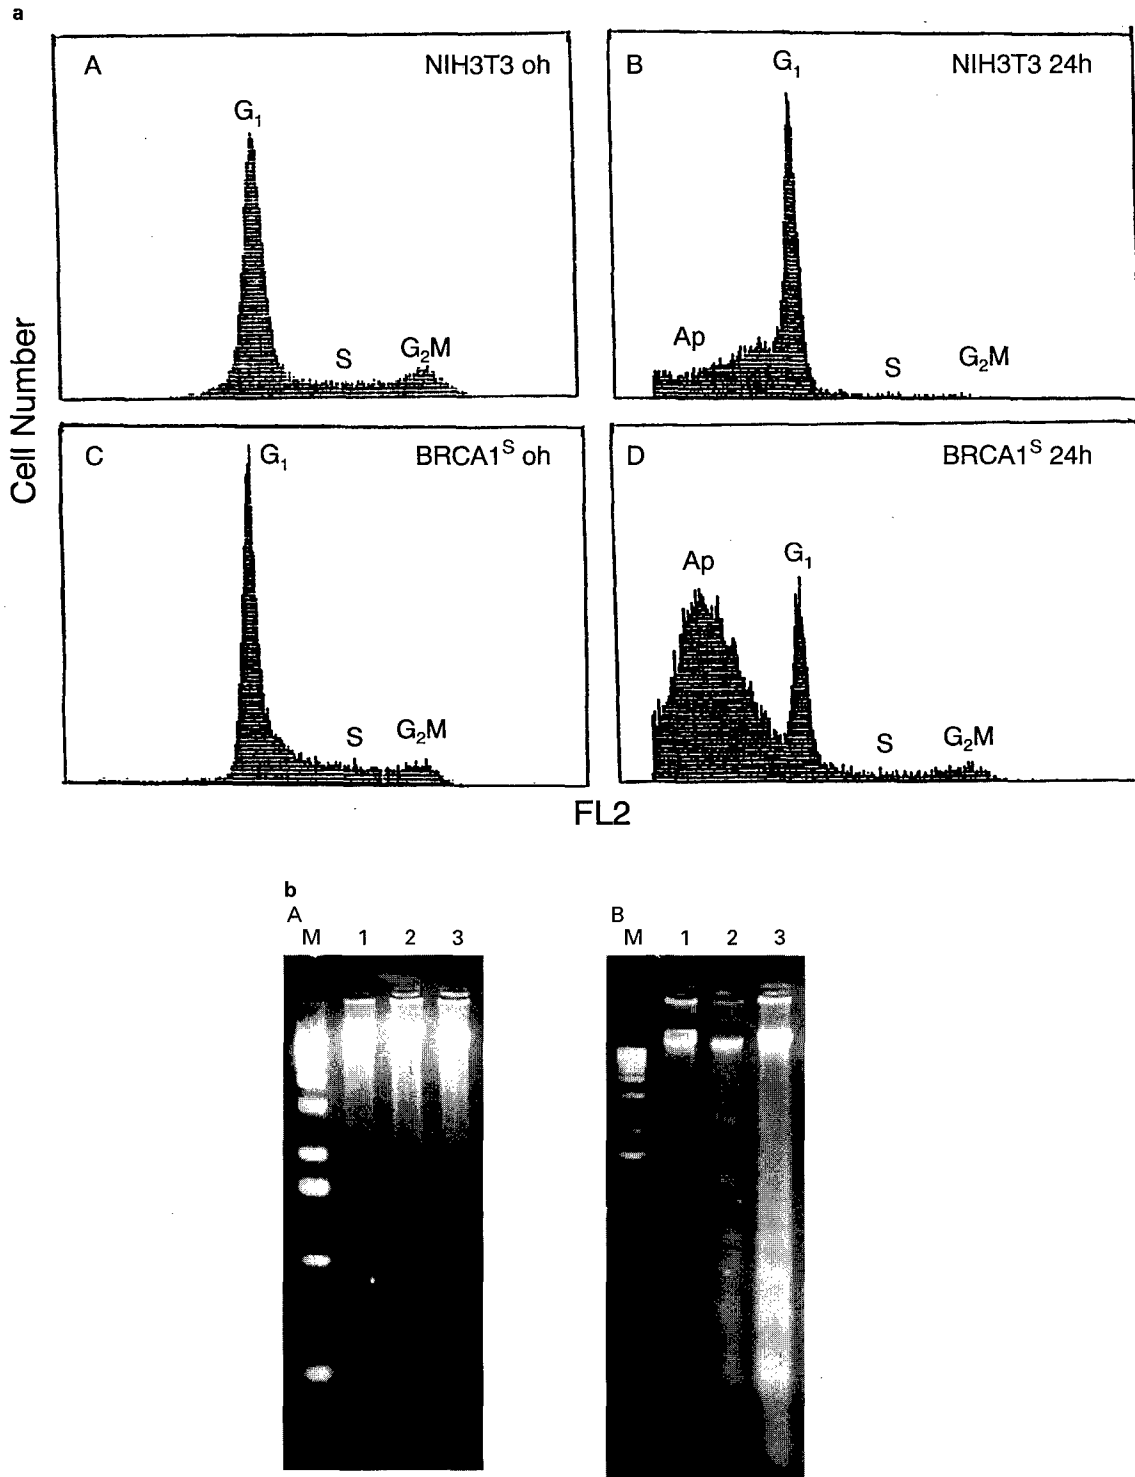 a
A NIH3T3 oh
G₁
S
G₂M
B NIH3T3 24h
G₁
Ap
S
G₂M
C BRCA1ˢ oh
G₁
S
G₂M
D BRCA1ˢ 24h
Ap
G₁
S
G₂M
Cell Number
FL2
b
A
M 1 2 3
B
M 1 2 3